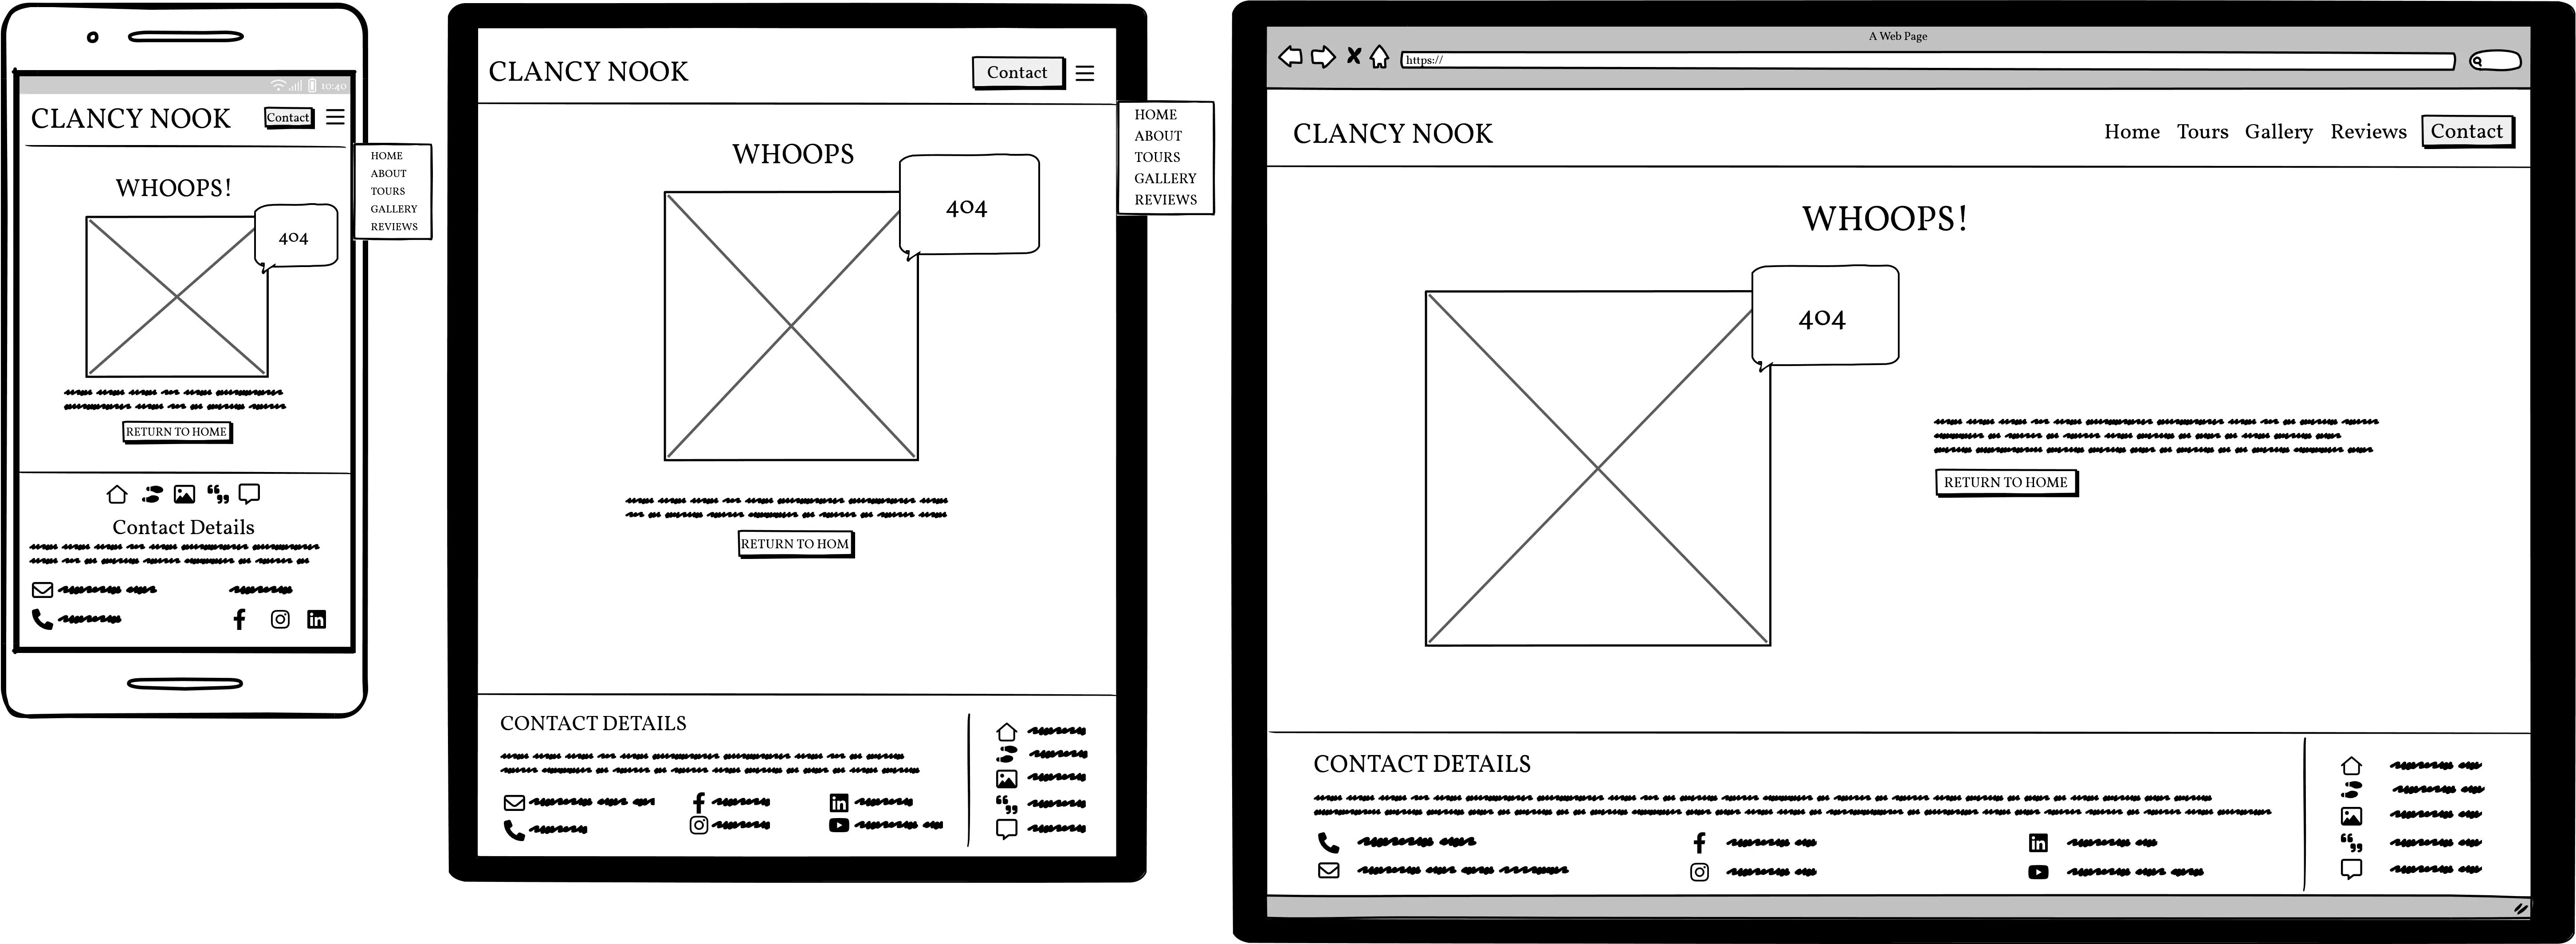 10:40
CLANCY NOOK
Contact
HOME
ABOUT
TOURS
GALLERY
REVIEWS
WHOOPS!
404
RETURN TO HOME
Contact Details
CLANCY NOOK
Contact
HOME
ABOUT
TOURS
GALLERY
REVIEWS
WHOOPS
404
RETURN TO HOM
CONTACT DETAILS
A Web Page
https://
CLANCY NOOK
Home Tours Gallery Reviews Contact
WHOOPS!
404
RETURN TO HOME
CONTACT DETAILS